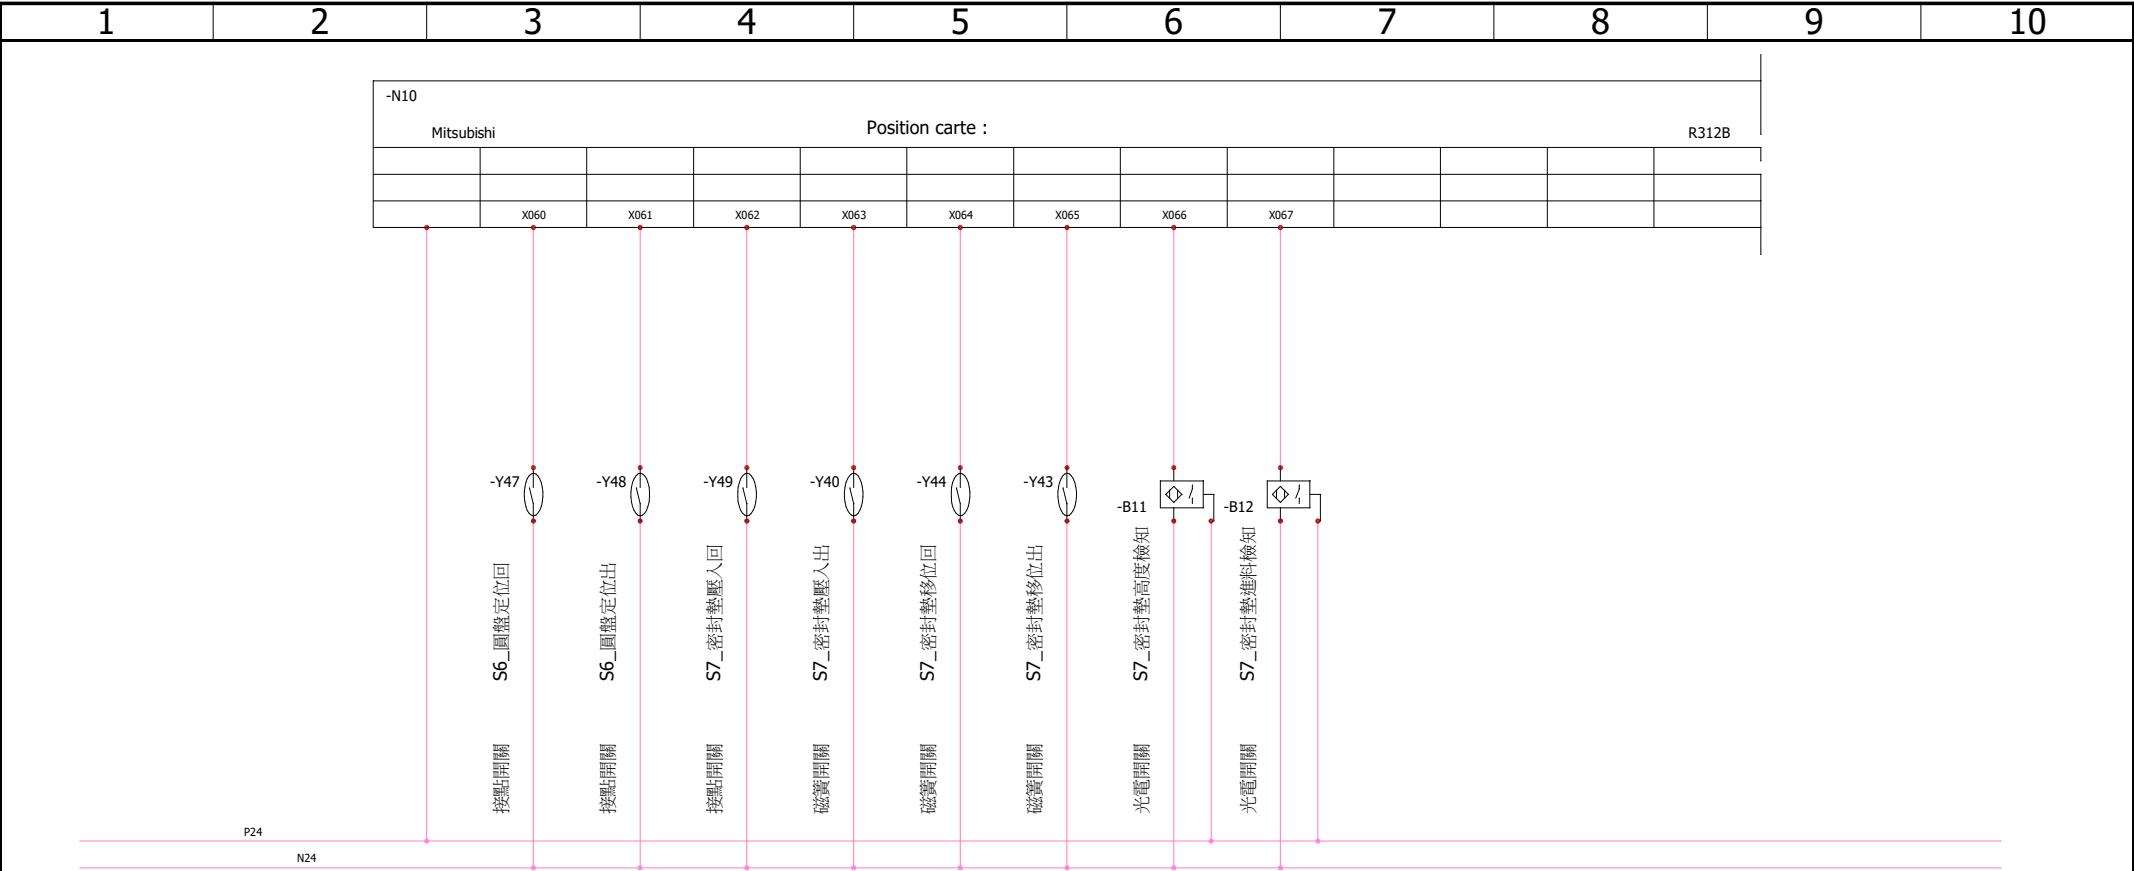 1 2 3 4 5 6 7 8 9 10
-N10
Mitsubishi Position carte : R312B
X060 X061 X062 X063 X064 X065 X066 X067
-Y47 -Y48 -Y49 -Y40 -Y44 -Y43 -B11 -B12
S6_圓盤定位回
S6_圓盤定位出
S7_密封墊壓入回
S7_密封墊壓入出
S7_密封墊移位回
S7_密封墊移位出
S7_密封墊高度檢知
S7_密封墊進料檢知
接點開關
接點開關
接點開關
磁簧開關
磁簧開關
磁簧開關
光電開關
光電開關
P24
N24